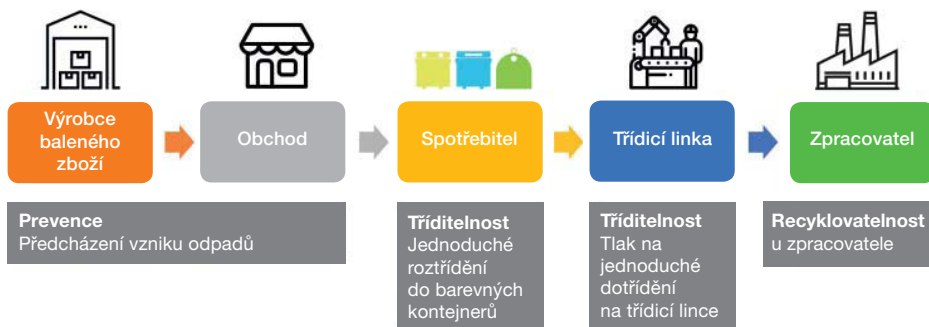 Výrobce
baleného
zboží
Obchod
Spotřebitel
Třídicí linka
Zpracovatel
Prevence
Předcházení vzniku odpadů
Tříditelnost
Jednoduché
roztřídění
do barevných
kontejnerů
Tříditelnost
Tlak na
jednoduché
dotřídění
na třídicí lince
Recyklovatelnost
u zpracovatele